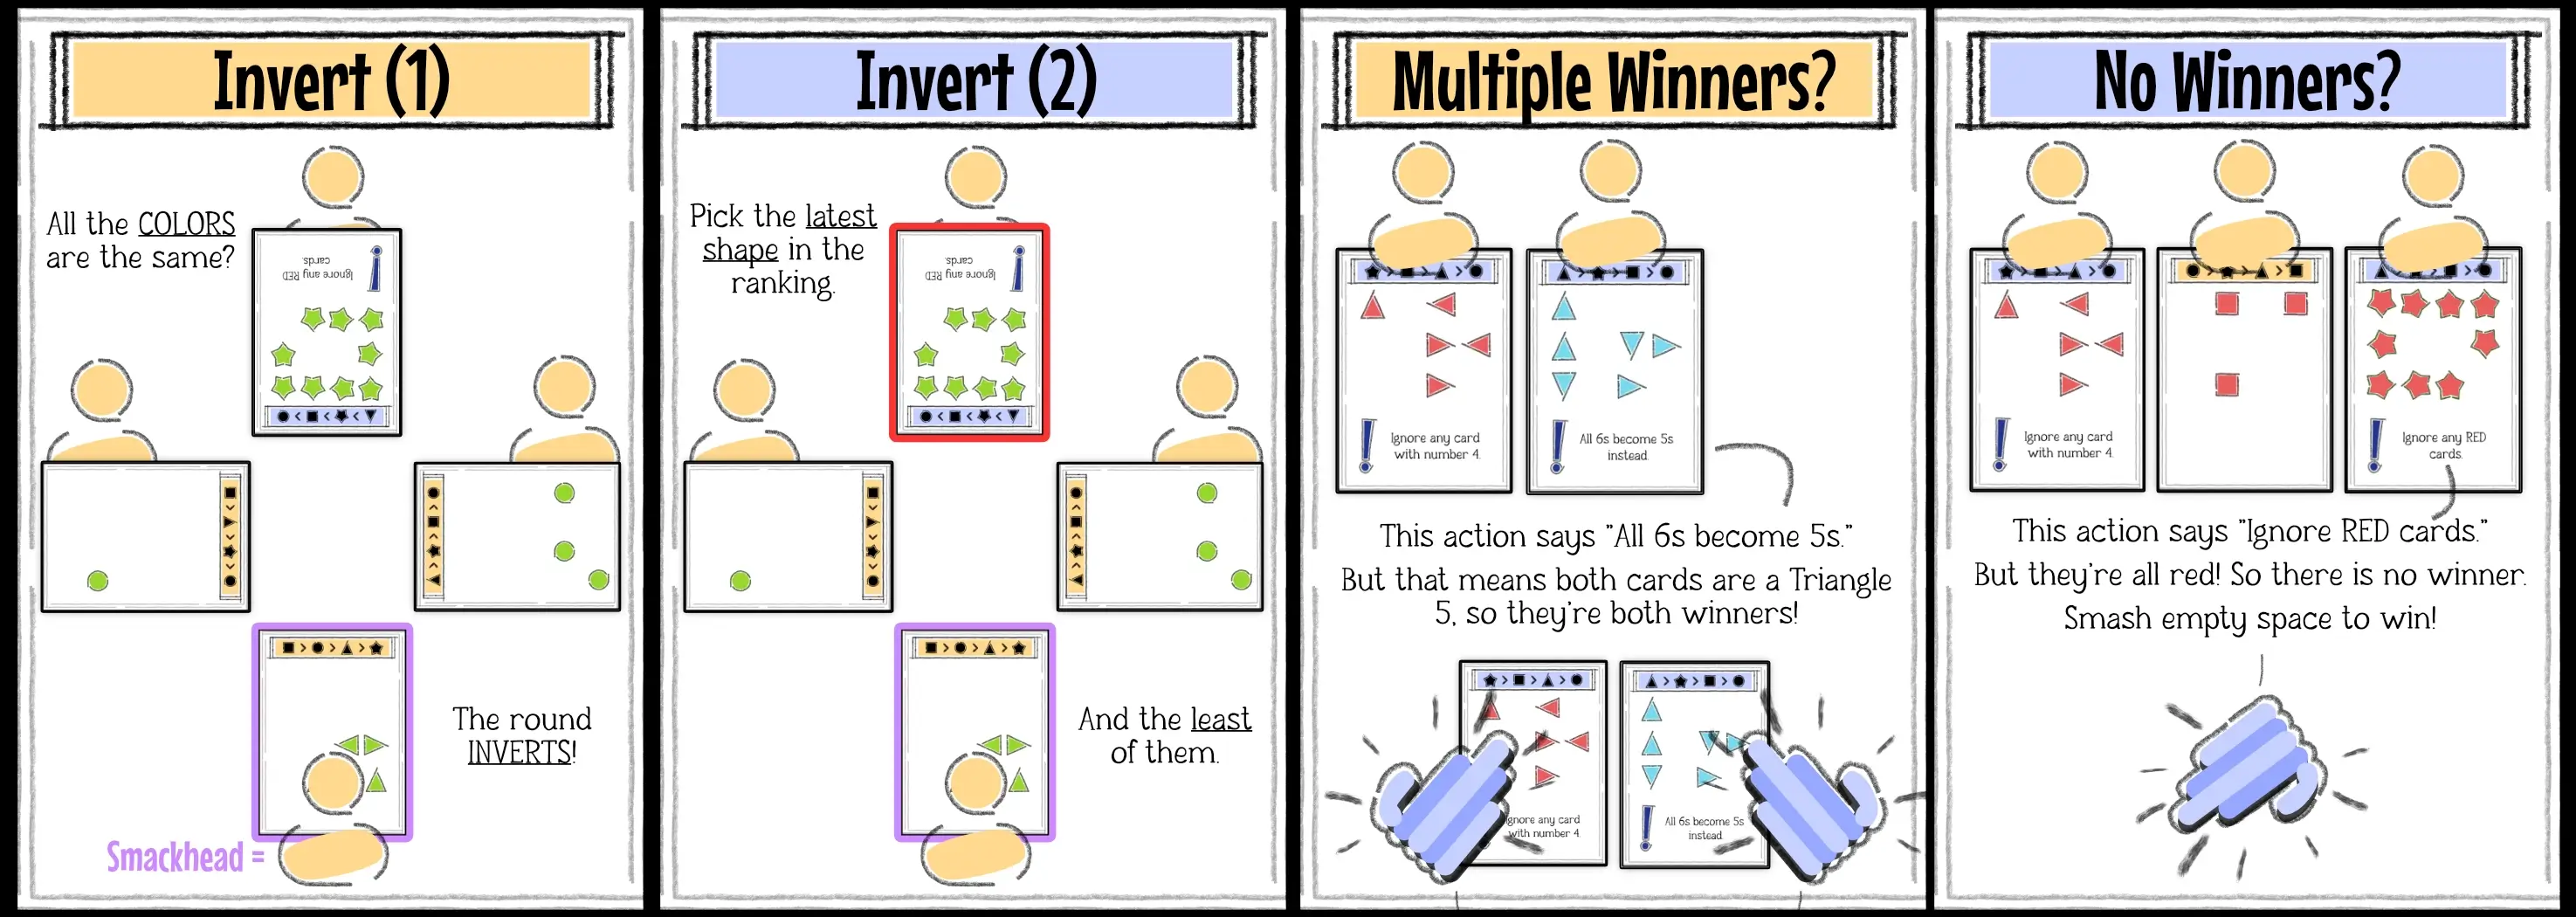 Invert (1)
All the COLORS
are the same?
Ignore any RED
cards.
The round
INVERTS!
Smackhead =
Invert (2)
Pick the latest
shape in the
ranking.
Ignore any RED
cards.
And the least
of them.
Multiple Winners?
Ignore any card
with number 4.
All 6s become 5s
instead.
This action says "All 6s become 5s."
But that means both cards are a Triangle
5, so they're both winners!
Ignore any card
with number 4.
All 6s become 5s
instead.
No Winners?
Ignore any card
with number 4.
Ignore any RED
cards.
This action says "Ignore RED cards."
But they're all red! So there is no winner.
Smash empty space to win!